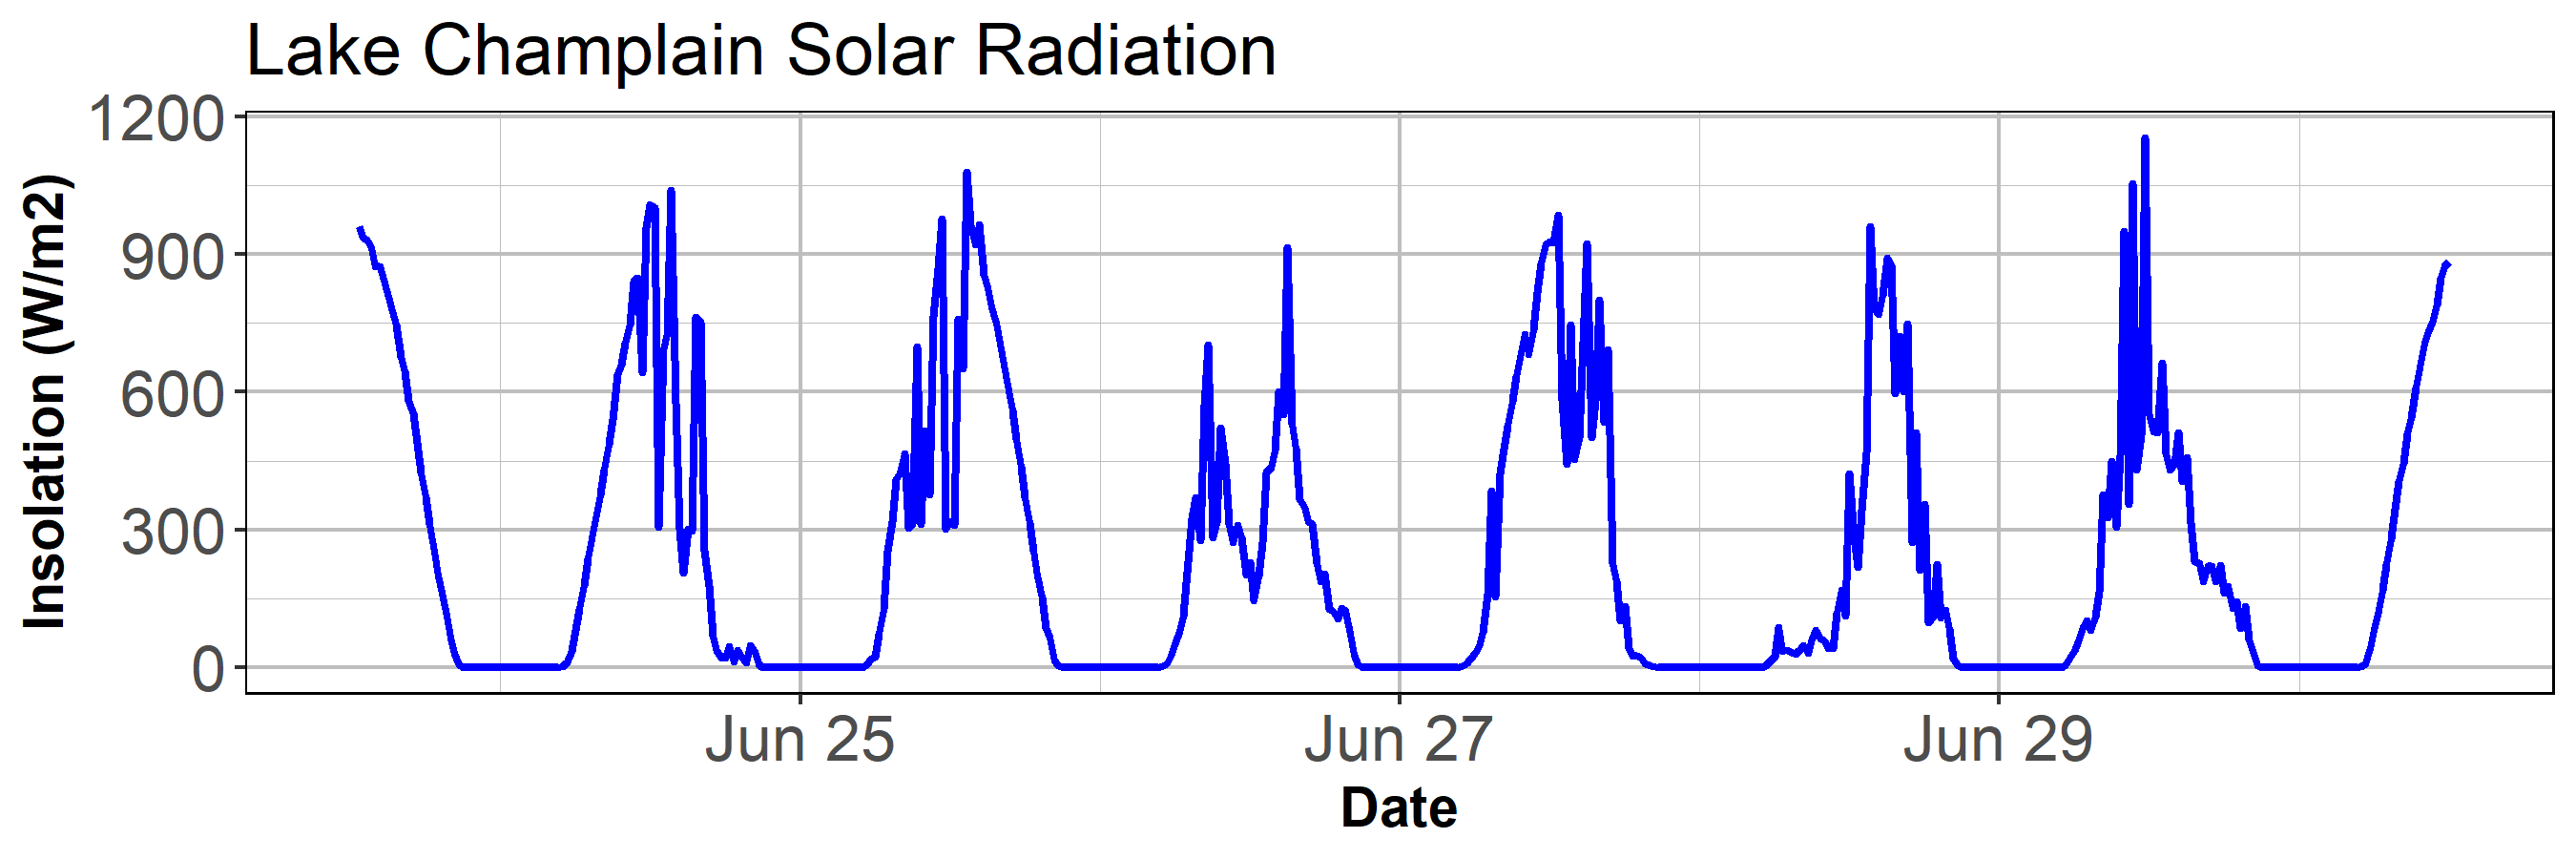 Lake Champlain Solar Radiation
1200
900
600
300
0
Insolation (W/m2)
Jun 25 Jun 27 Jun 29
Date